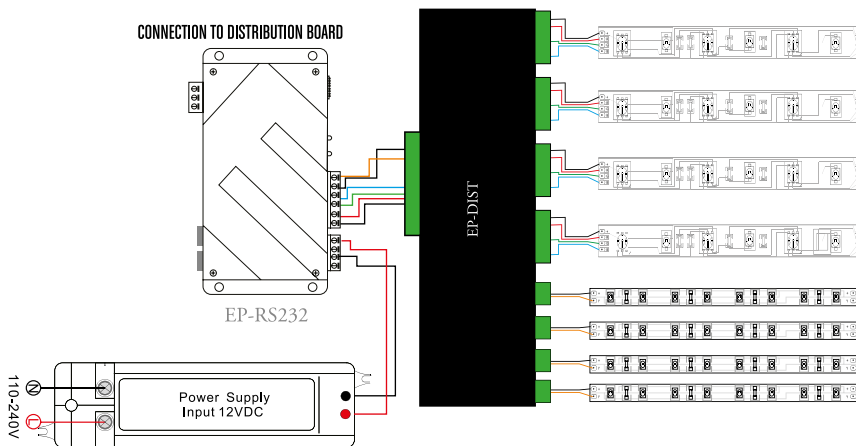 CONNECTION TO DISTRIBUTION BOARD
EP-DIST
EP-RS232
Power Supply
Input 12VDC
N
L
110-240V